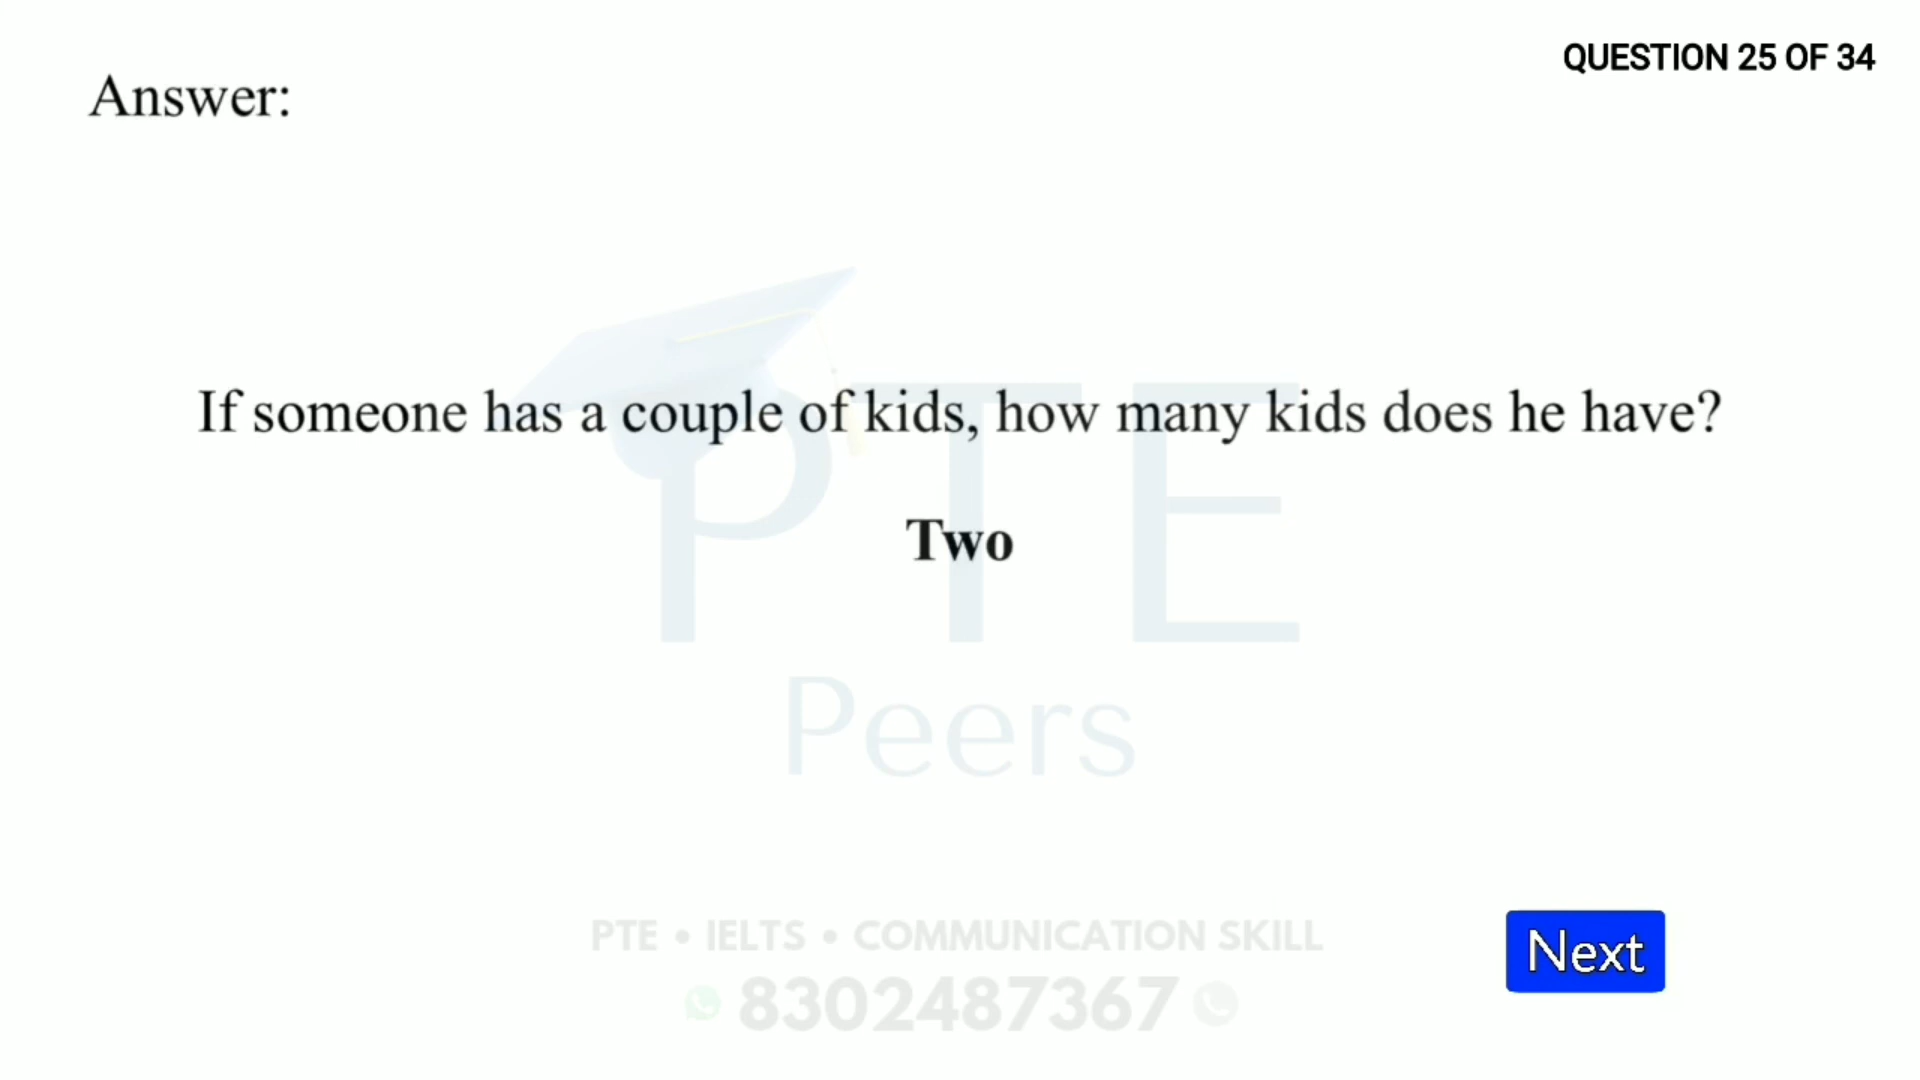 QUESTION 25 OF 34
Answer:
If someone has a couple of kids, how many kids does he have?
Two
PTE
Peers
PTE • IELTS • COMMUNICATION SKILL
Next
8302487367